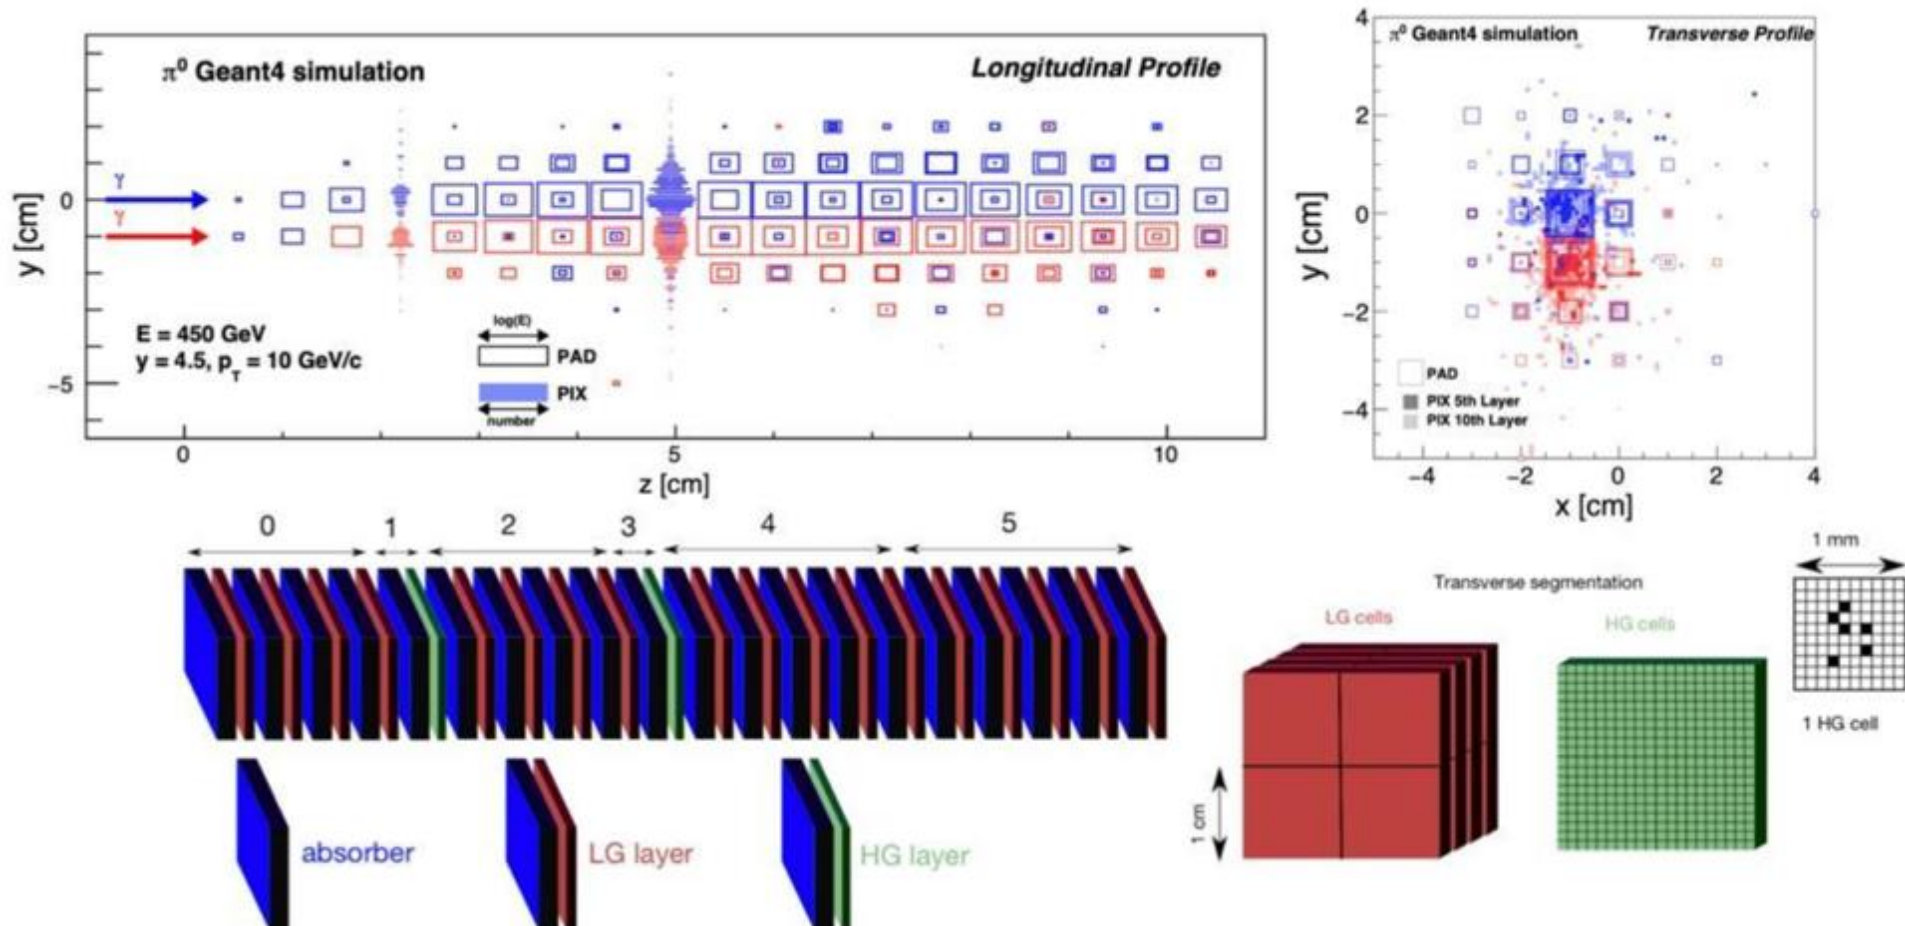 π⁰ Geant4 simulation
Longitudinal Profile
γ
γ
y [cm]
0
−5
E = 450 GeV
y = 4.5, p_T = 10 GeV/c
log(E)
PAD
PIX
number
0
5
10
z [cm]
π⁰ Geant4 simulation
Transverse Profile
y [cm]
4
2
0
−2
−4
PAD
PIX 5th Layer
PIX 10th Layer
−4
−2
0
2
4
x [cm]
0
1
2
3
4
5
absorber
LG layer
HG layer
Transverse segmentation
LG cells
HG cells
1 cm
1 mm
1 HG cell